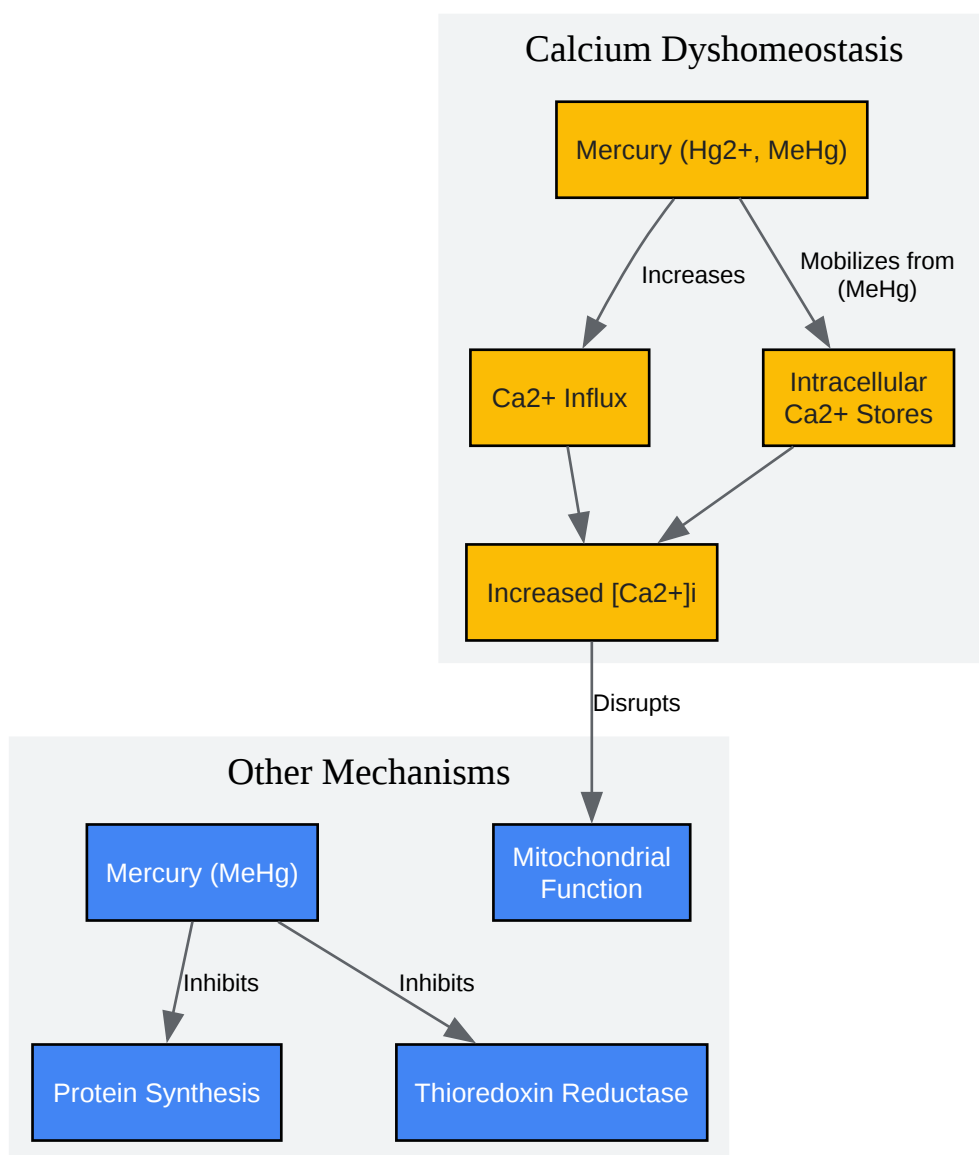 Calcium Dyshomeostasis
Mercury (Hg2+, MeHg)
Increases
Mobilizes from
(MeHg)
Ca2+ Influx
Intracellular
Ca2+ Stores
Increased [Ca2+]i
Disrupts
Other Mechanisms
Mercury (MeHg)
Mitochondrial
Function
Inhibits
Inhibits
Protein Synthesis
Thioredoxin Reductase